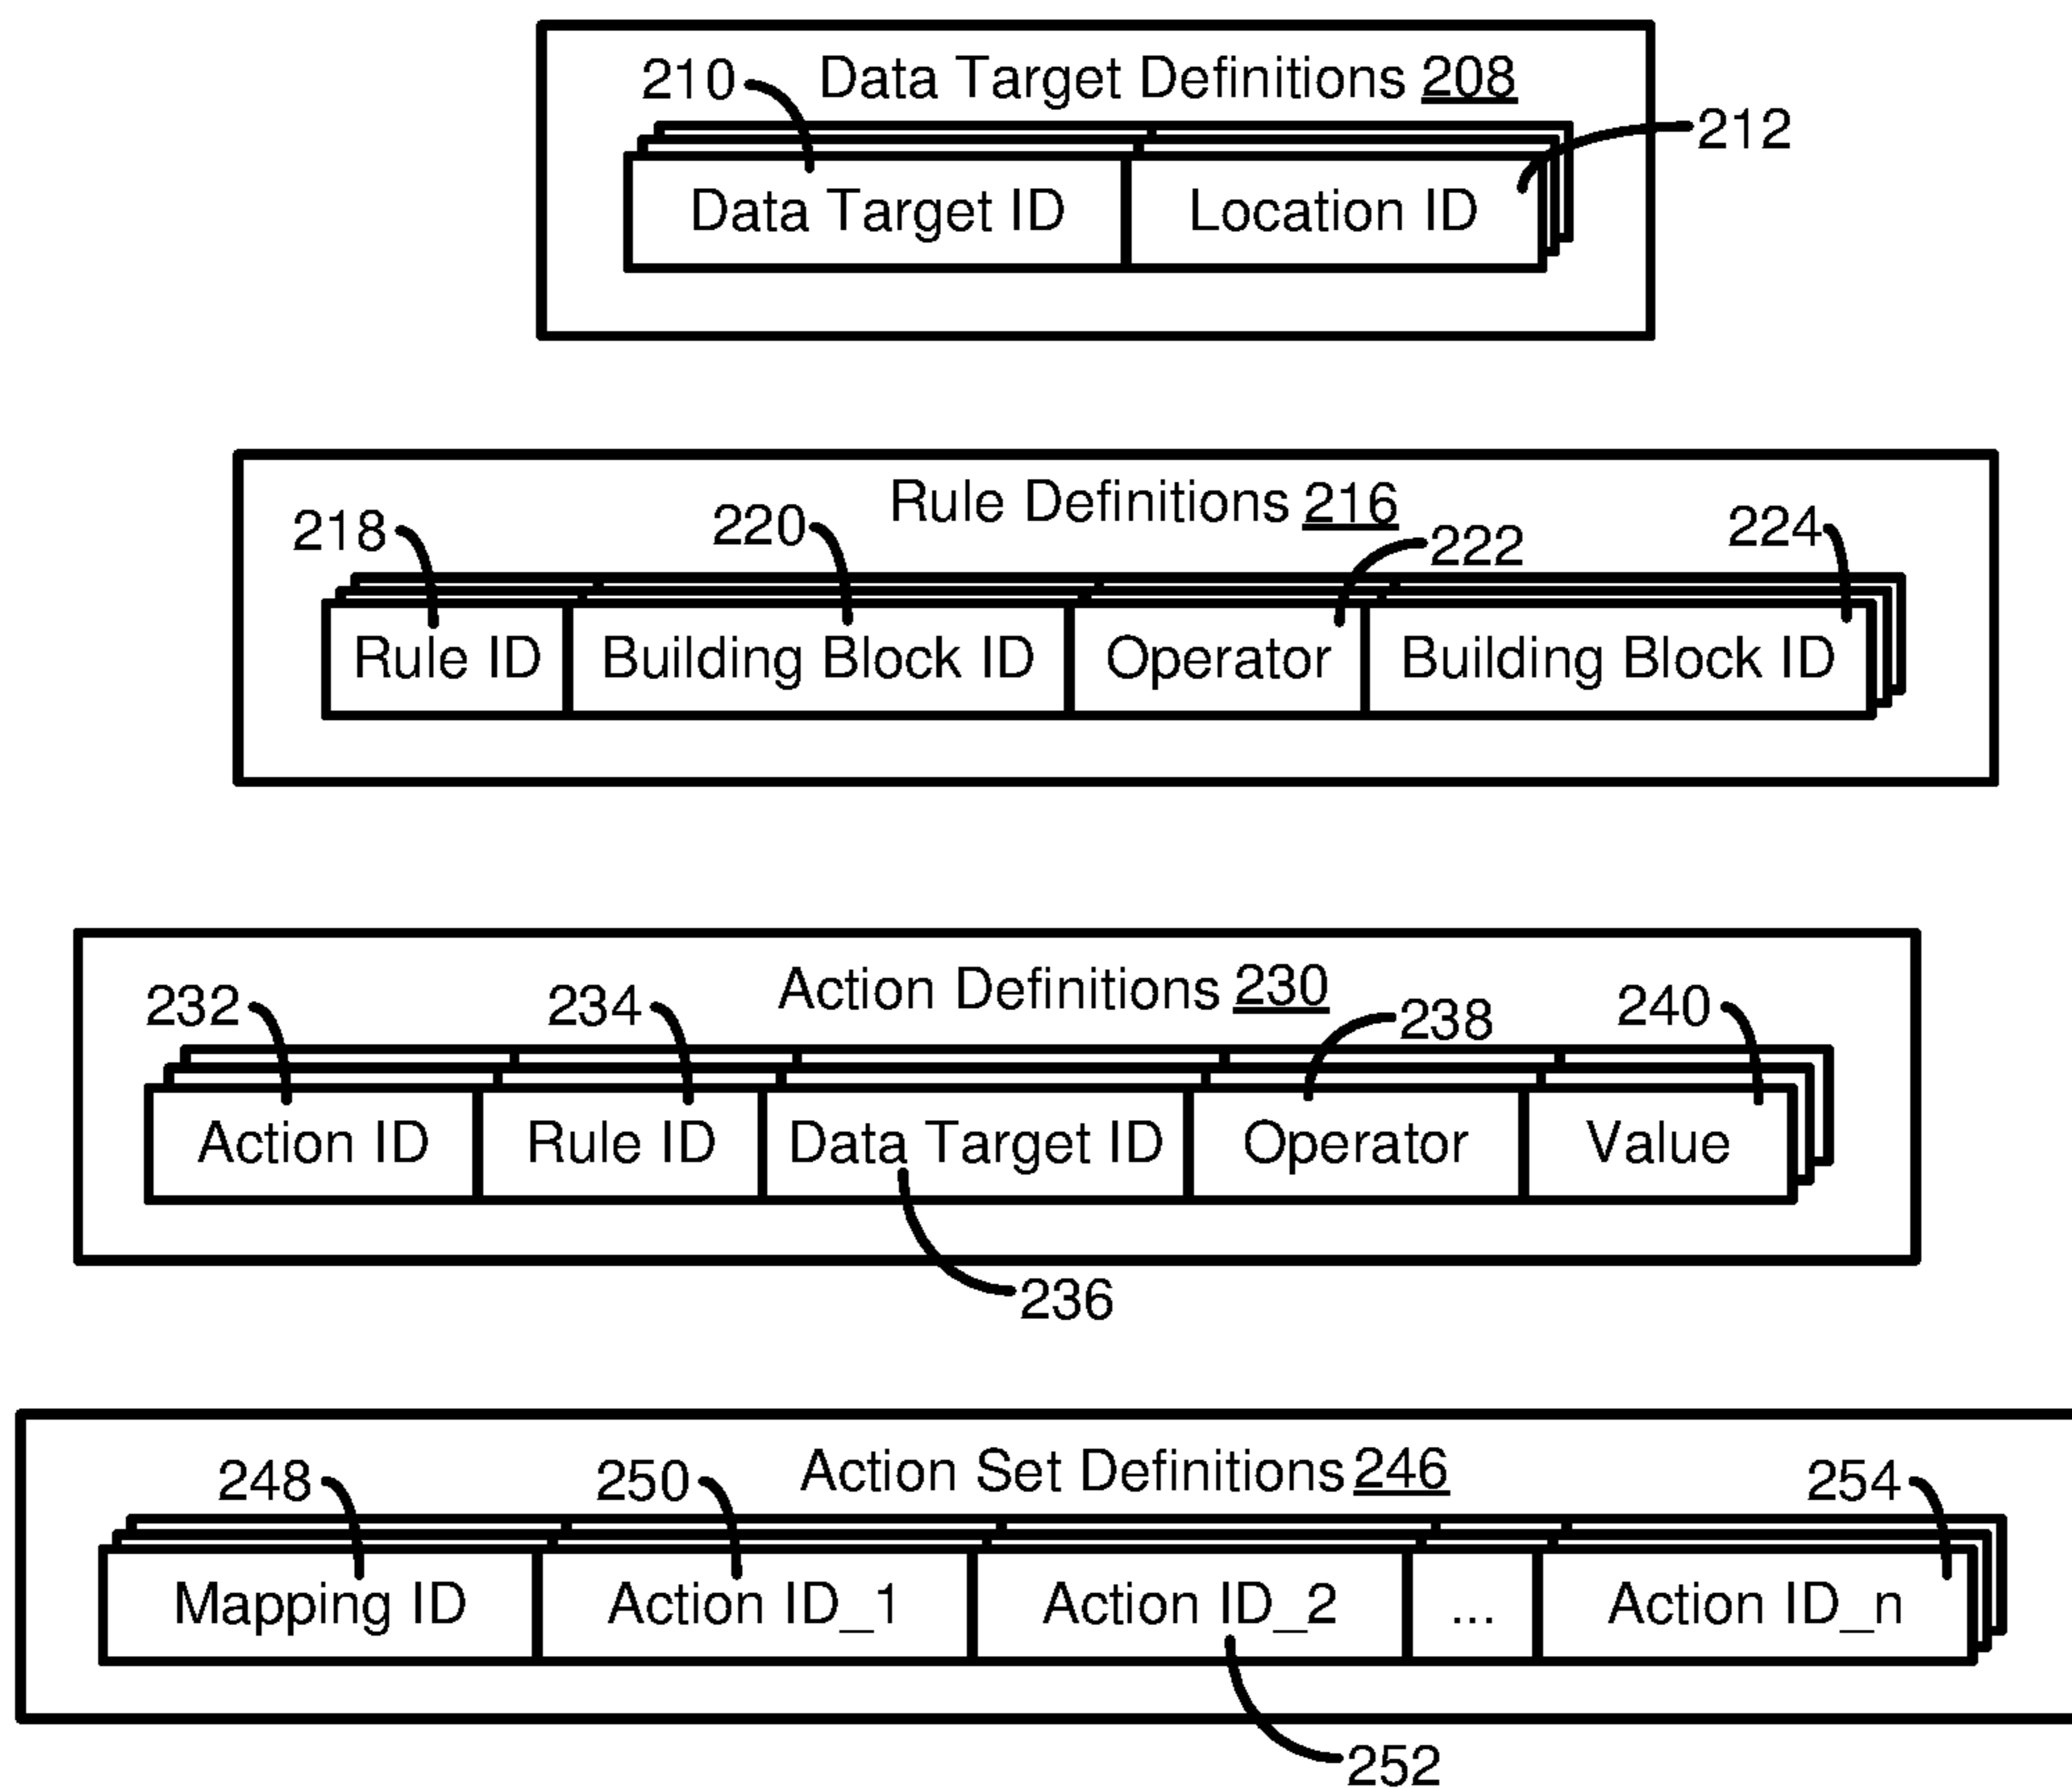 Data Target Definitions 208
210
212
Data Target ID Location ID
Rule Definitions 216
218 220 222 224
Rule ID Building Block ID Operator Building Block ID
Action Definitions 230
232 234 238 240
Action ID Rule ID Data Target ID Operator Value
236
Action Set Definitions 246
248 250 254
Mapping ID Action ID_1 Action ID_2 ... Action ID_n
252